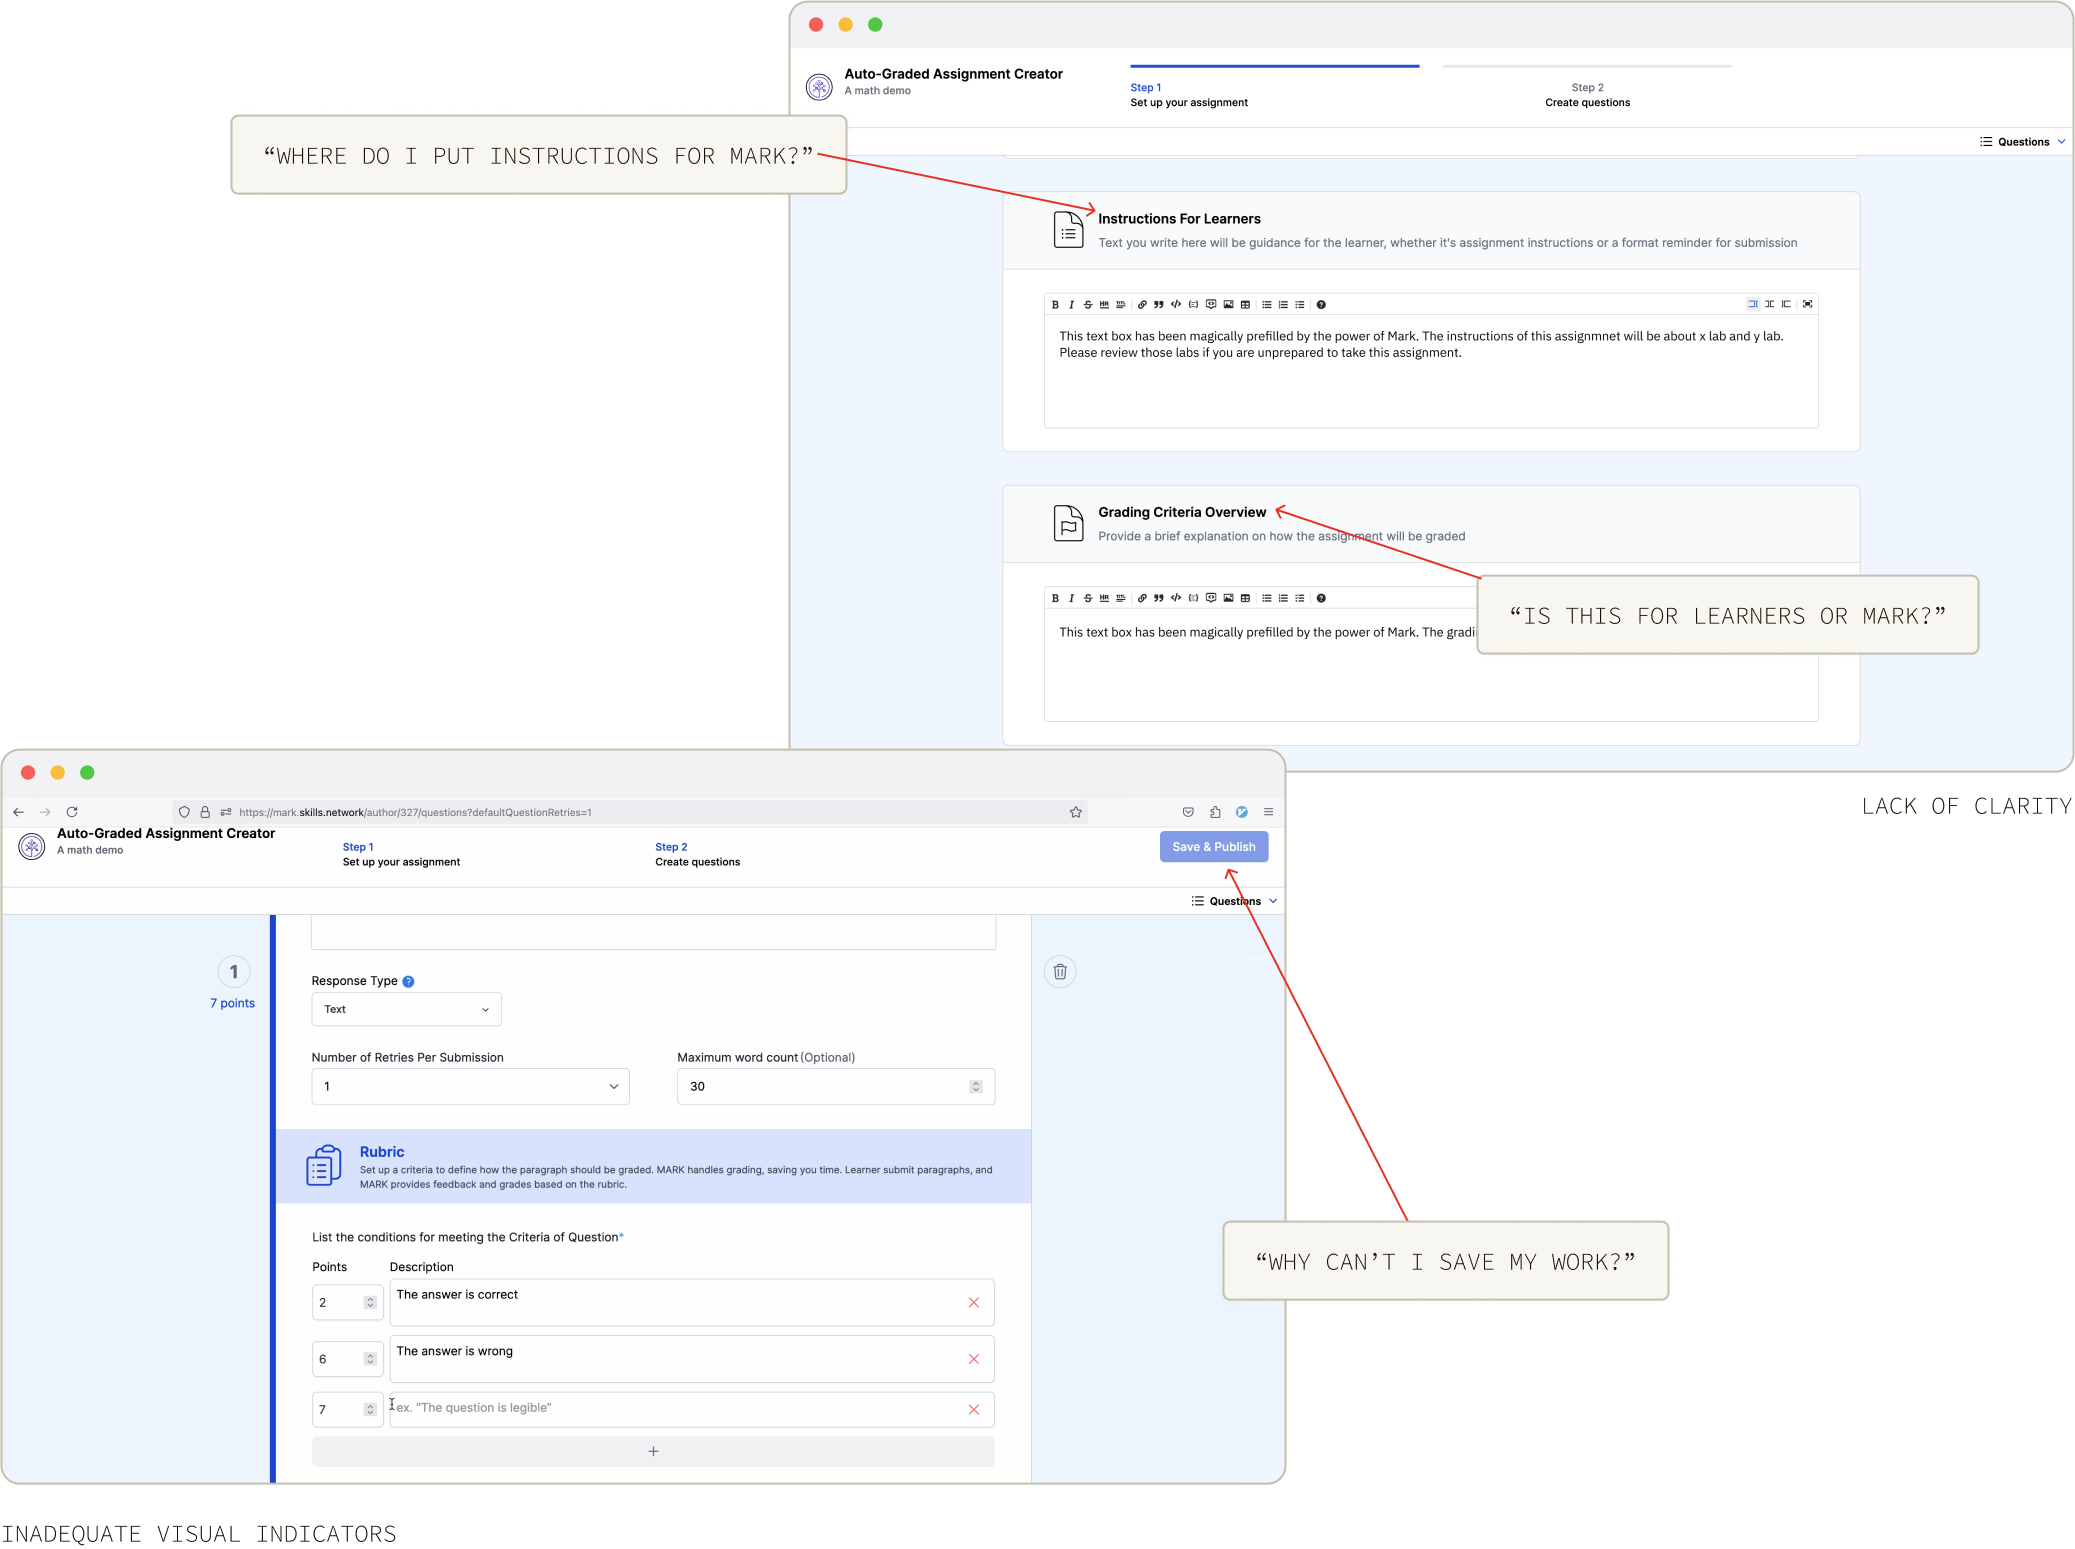 Auto-Graded Assignment Creator
A math demo
Step 1
Set up your assignment
Step 2
Create questions
Questions
“WHERE DO I PUT INSTRUCTIONS FOR MARK?”
Instructions For Learners
Text you write here will be guidance for the learner, whether it's assignment instructions or a format reminder for submission
This text box has been magically prefilled by the power of Mark. The instructions of this assignmnet will be about x lab and y lab.
Please review those labs if you are unprepared to take this assignment.
Grading Criteria Overview
Provide a brief explanation on how the assignment will be graded
This text box has been magically prefilled by the power of Mark. The gradi
“IS THIS FOR LEARNERS OR MARK?”
LACK OF CLARITY
https://mark.skills.network/author/327/questions?defaultQuestionRetries=1
Auto-Graded Assignment Creator
A math demo
Step 1
Set up your assignment
Step 2
Create questions
Save & Publish
Questions
1
7 points
Response Type ?
Text
Number of Retries Per Submission
1
Maximum word count (Optional)
30
Rubric
Set up a criteria to define how the paragraph should be graded. MARK handles grading, saving you time. Learner submit paragraphs, and
MARK provides feedback and grades based on the rubric.
List the conditions for meeting the Criteria of Question*
Points Description
2 The answer is correct
6 The answer is wrong
7 ex. “The question is legible”
+
“WHY CAN’T I SAVE MY WORK?”
INADEQUATE VISUAL INDICATORS